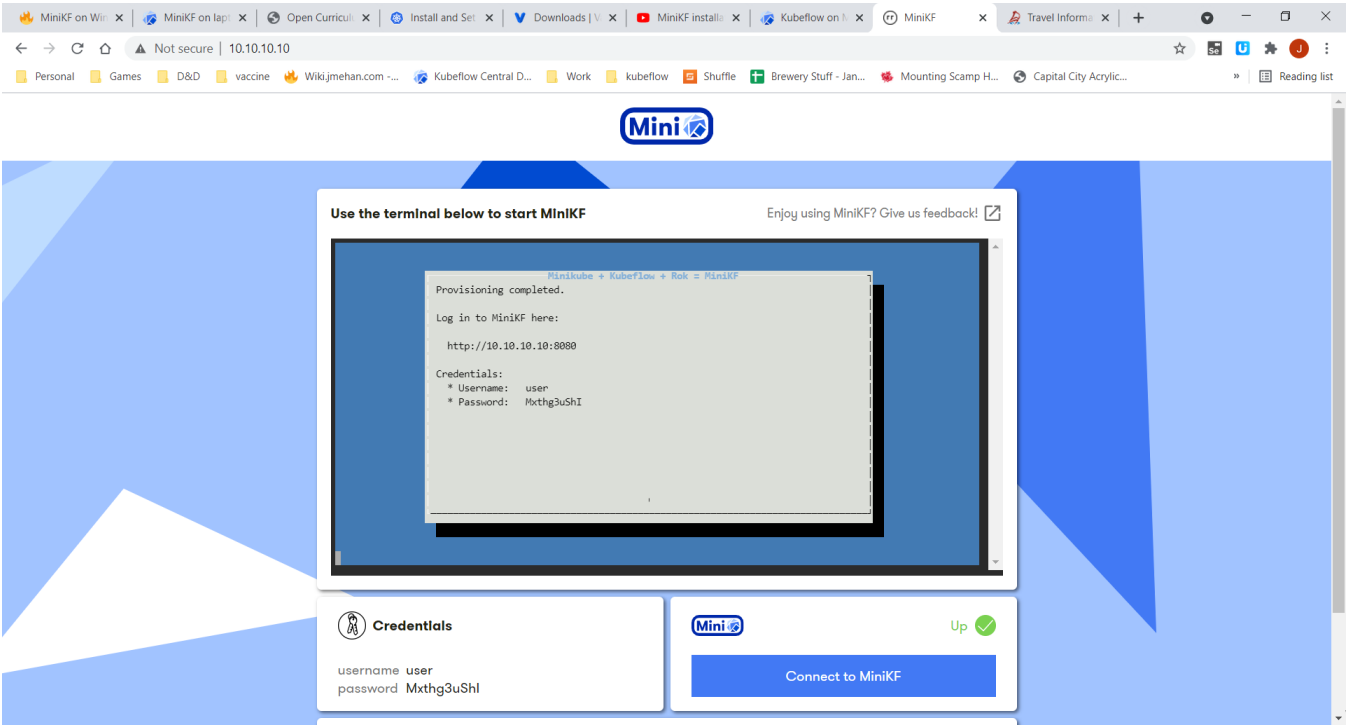 MiniKF on Win
MiniKF on lapt
Open Curricul
Install and Set
Downloads | V
MiniKF installa
Kubeflow on M
MiniKF
Travel Informa
Not secure | 10.10.10.10
Personal
Games
D&D
vaccine
Wiki.jmehan.com -...
Kubeflow Central D...
Work
kubeflow
Shuffle
Brewery Stuff - Jan...
Mounting Scamp H...
Capital City Acrylic...
»
Reading list
Mini
Use the terminal below to start MiniKF
Enjoy using MiniKF? Give us feedback!
Minikube + Kubeflow + Rok = MiniKF
Provisioning completed.
Log in to MiniKF here:
http://10.10.10.10:8080
Credentials:
* Username: user
* Password: Mxthg3uShI
Credentials
username user
password Mxthg3uShI
Mini
Up
Connect to MiniKF